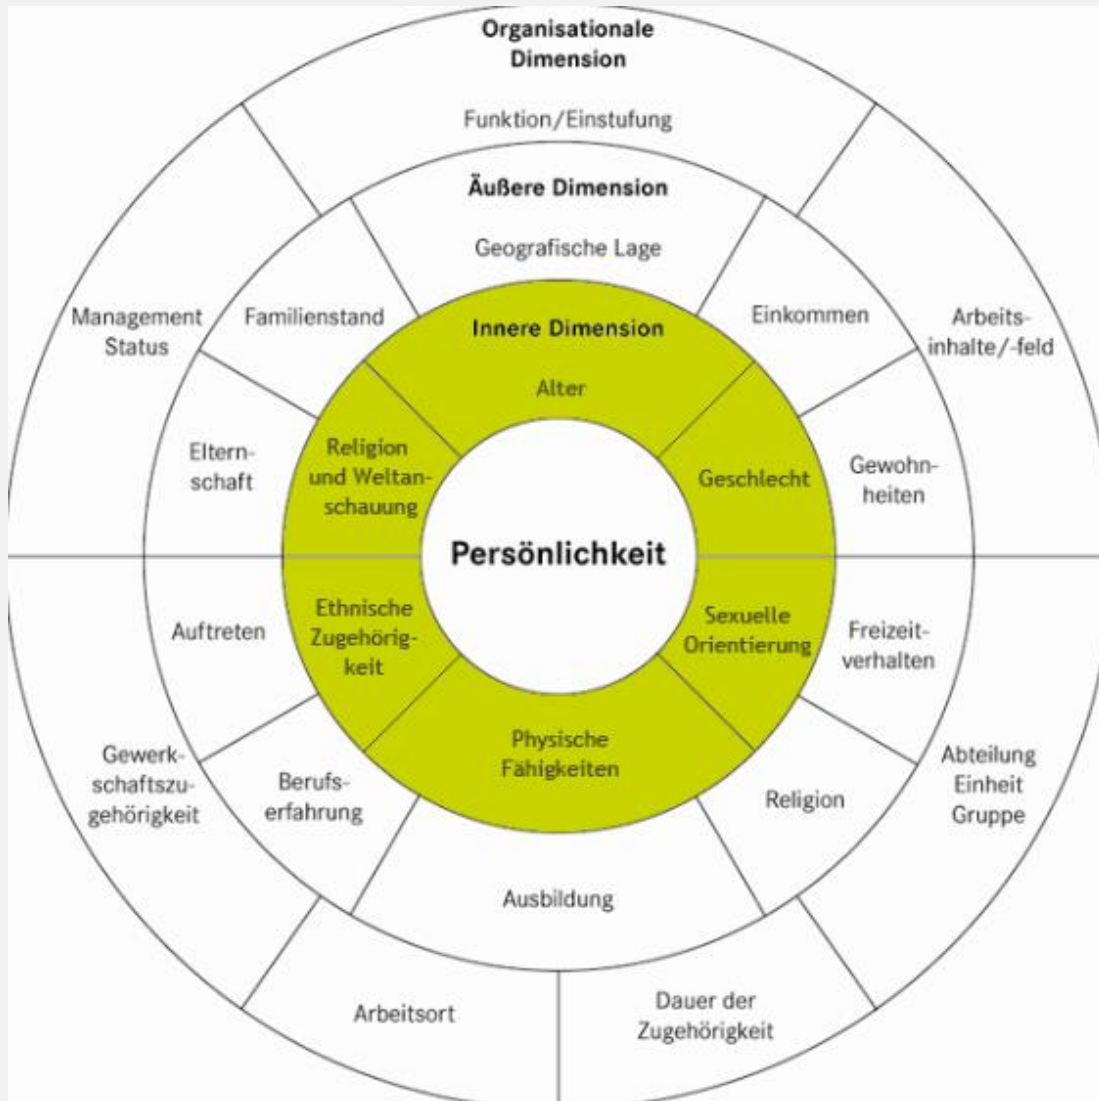 Organisationale
Dimension
Funktion/Einstufung
Äußere Dimension
Geografische Lage
Innere Dimension
Alter
Management
Status
Familienstand
Einkommen
Arbeits-
inhalte/-feld
Eltern-
schaft
Religion
und Weltan-
schauung
Geschlecht
Gewohn-
heiten
Persönlichkeit
Auftreten
Ethnische
Zugehörig-
keit
Sexuelle
Orientierung
Freizeit-
verhalten
Gewerk-
schaftszu-
gehörigkeit
Berufs-
erfahrung
Physische
Fähigkeiten
Religion
Abteilung
Einheit
Gruppe
Ausbildung
Arbeitsort
Dauer der
Zugehörigkeit